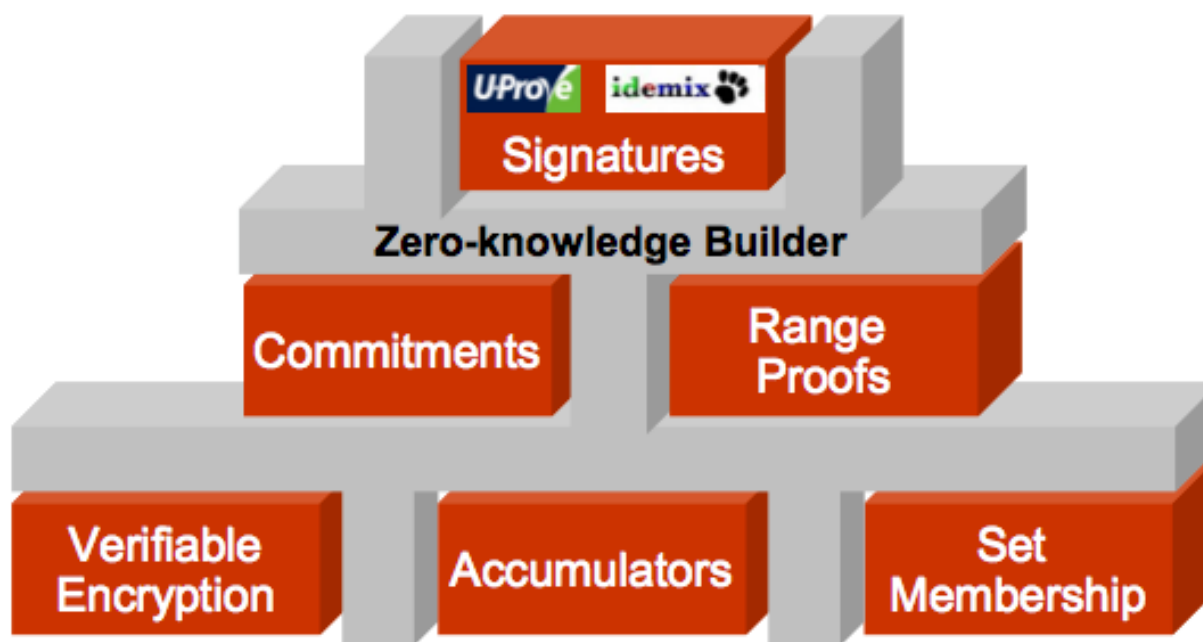 U-Prove idemix
Signatures
Zero-knowledge Builder
Commitments
Range
Proofs
Verifiable
Encryption
Accumulators
Set
Membership